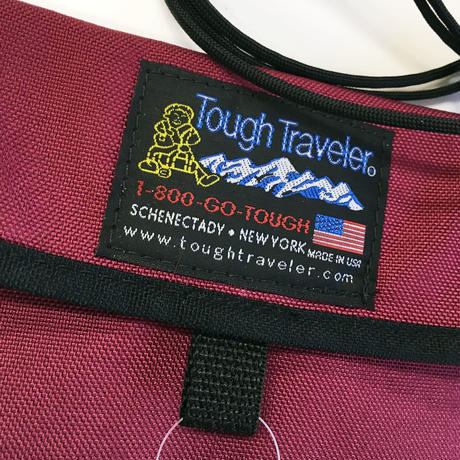 Tough Traveler®
1-800-GO-TOUGH
SCHENECTADY • NEW YORK MADE IN USA
www.toughtraveler.com